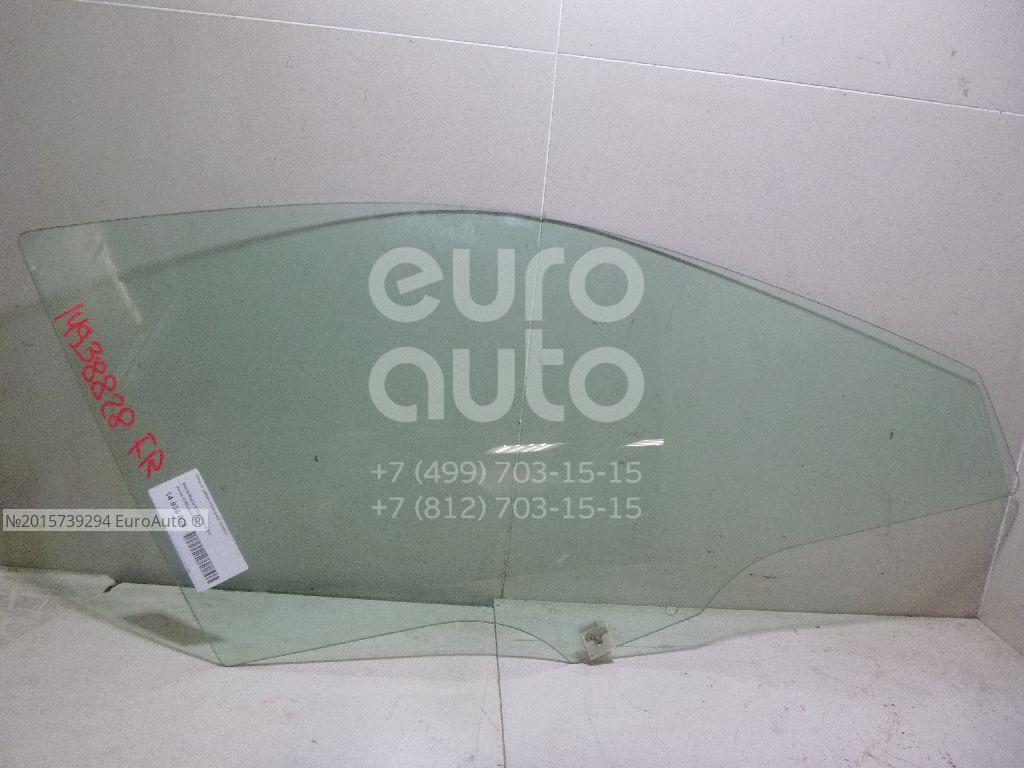 euro
auto
14938828 FR
+7 (499) 703-15-15
+7 (812) 703-15-15
№2015739294 EuroAuto ®